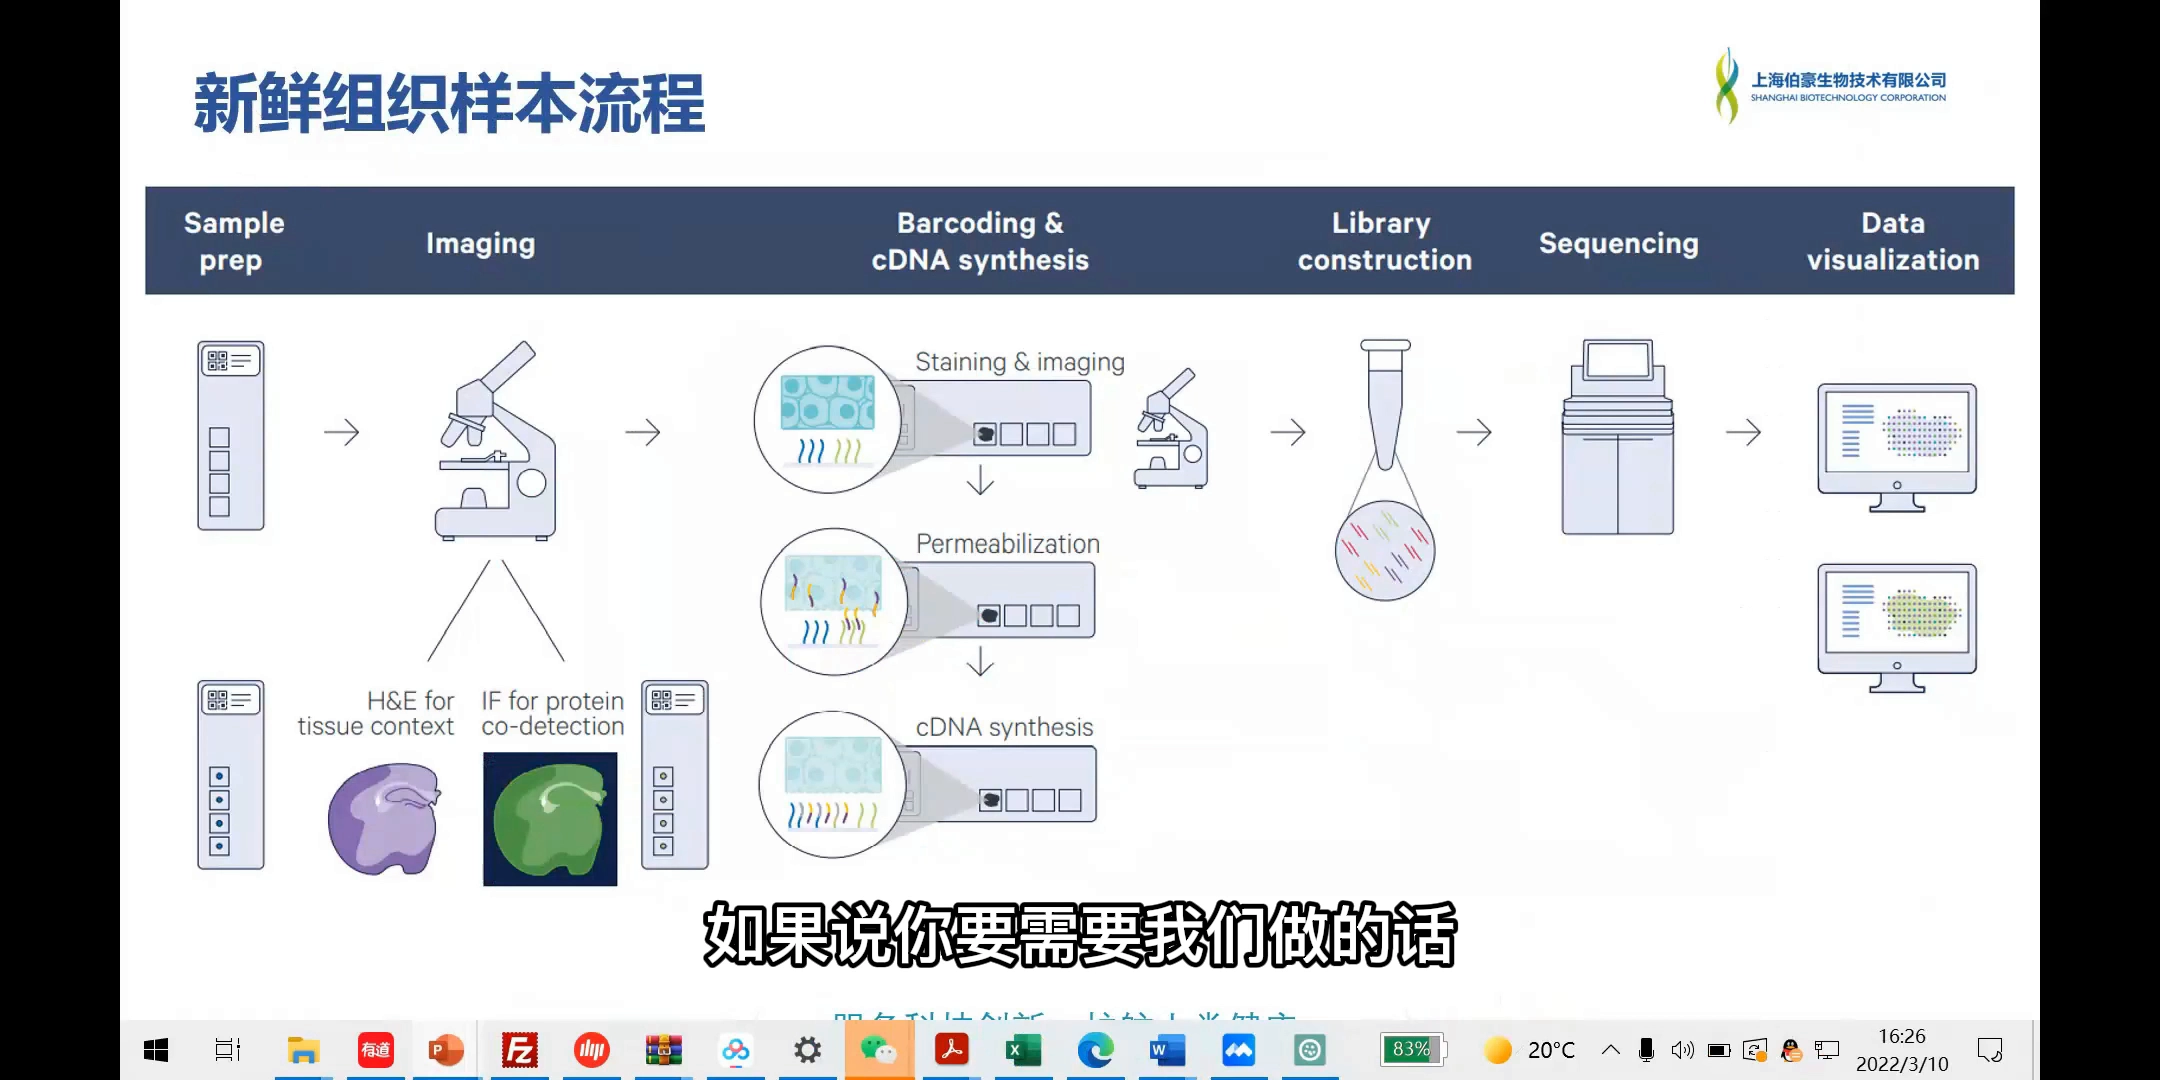 新鲜组织样本流程
上海伯豪生物技术有限公司
SHANGHAI BIOTECHNOLOGY CORPORATION
Sample
prep
Imaging
Barcoding &
cDNA synthesis
Library
construction
Sequencing
Data
visualization
Staining & imaging
Permeabilization
cDNA synthesis
H&E for
tissue context
IF for protein
co-detection
如果说你要需要我们做的话
有道
83%
20°C
16:26
2022/3/10